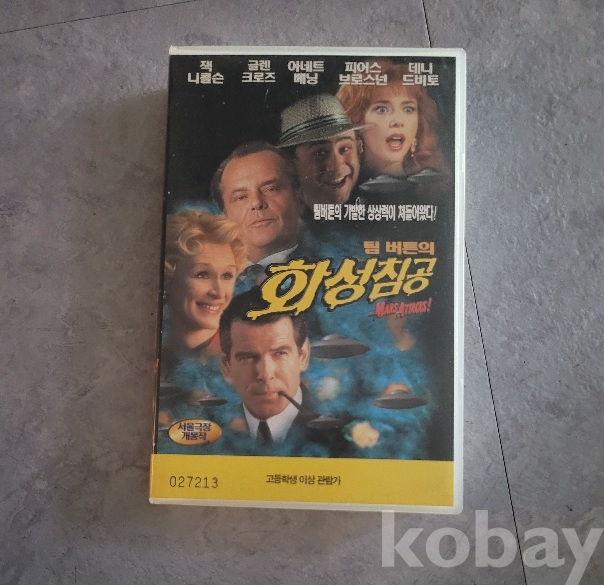 잭 글렌 아네트 피어스 데니
니콜슨 크로즈 베닝 브로스넌 드비토
팀버튼의 기발한 상상력이 쳐들어왔다!
팀 버튼의
화성침공
MARS ATTACKS!
서울극장
개봉작
027213
고등학생 이상 관람가
kobay